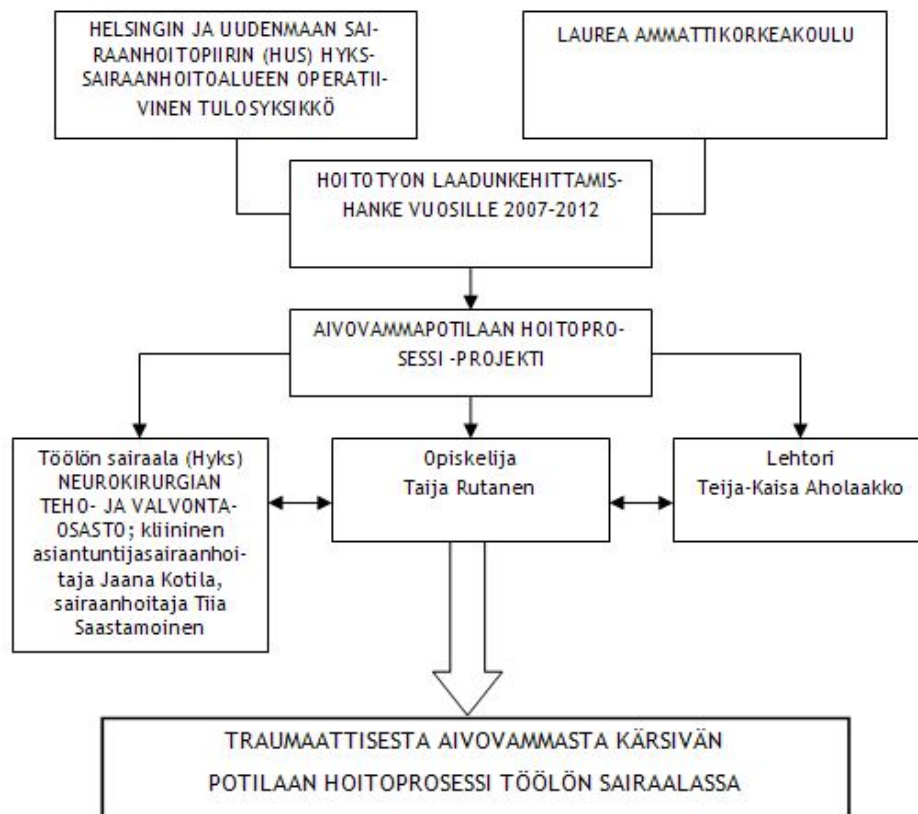 HELSINGIN JA UUDENMAAN SAI-
RAANHOITOPIIRIN (HUS) HYKS-
SAIRAANHOITOALUEEN OPERATII-
VINEN TULOSYKSIKKÖ
LAUREA AMMATTIKORKEAKOULU
HOITOTYON LAADUNKEHITTAMIS-
HANKE VUOSILLE 2007-2012
AIVOVAMMAPOTILAAN HOITOPRO-
SESSI -PROJEKTI
Töölön sairaala (Hyks)
NEUROKIRURGIAN
TEHO- JA VALVONTA-
OSASTO; kliininen
asiantuntijasairaanhoi-
taja Jaana Kotila,
sairaanhoitaja Tiia
Saastamoinen
Opiskelija
Taija Rutanen
Lehtori
Teija-Kaisa Aholaakko
TRAUMAATTISESTA AIVOVAMMASTA KÄRSIVÄN
POTILAAN HOITOPROSESSI TÖÖLÖN SAIRAALASSA